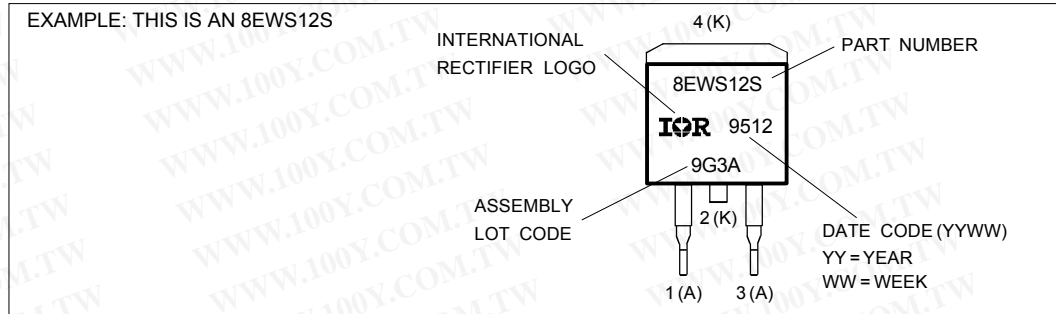 EXAMPLE: THIS IS AN 8EWS12S
4 (K)
INTERNATIONAL
RECTIFIER LOGO
PART NUMBER
8EWS12S
IOR 9512
9G3A
ASSEMBLY
LOT CODE
2 (K)
DATE CODE (YYWW)
YY = YEAR
WW = WEEK
1 (A) 3 (A)
WWW.100Y.COM.TW